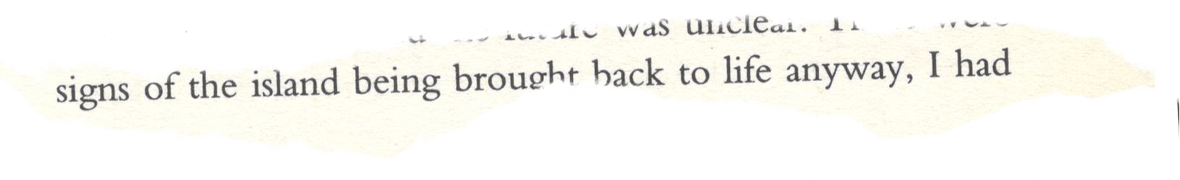 was unclear.
signs of the island being brought back to life anyway, I had